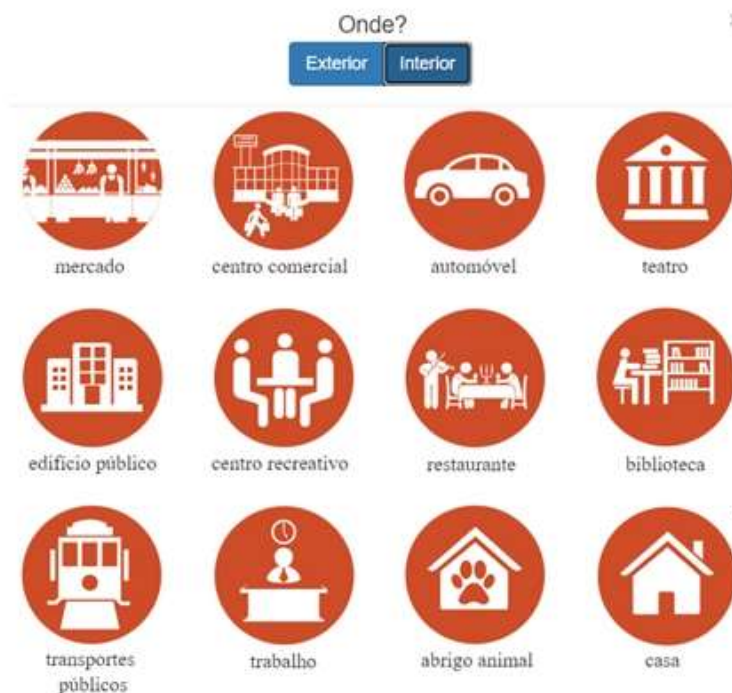 Onde?
Exterior Interior
mercado centro comercial automóvel teatro
edifício público centro recreativo restaurante biblioteca
transportes públicos trabalho abrigo animal casa